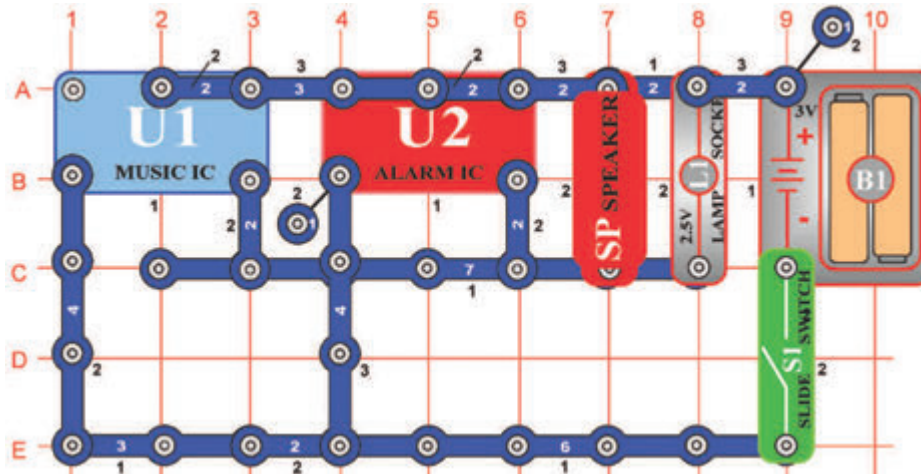 1 2 3 4 5 6 7 8 9 10
A B C D E
2 3 2 3 1 3 1 2
2 3 2 2 2 2
U1
MUSIC IC
U2
ALARM IC
SP SPEAKER
L1
2.5V LAMP SOCKE
3V
+
-
B1
1 2 2 2 1 1 2 2 2 2 1
7
1
4 2
4 3
S1
SLIDE SWITCH
2
3 2 6
1 2 1